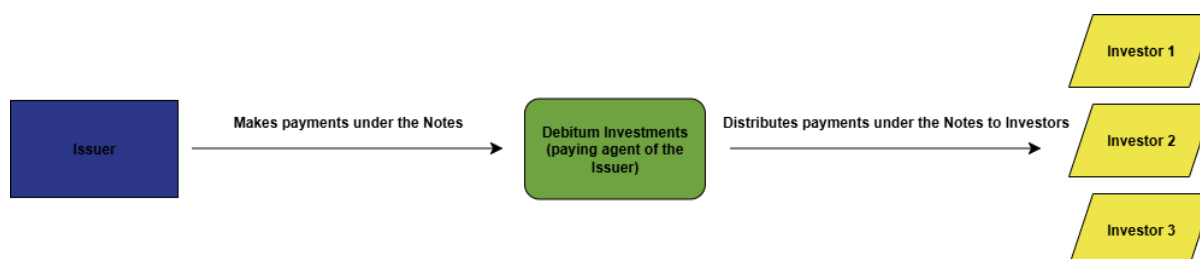 Issuer
Makes payments under the Notes
Debitum Investments
(paying agent of the
Issuer)
Distributes payments under the Notes to Investors
Investor 1
Investor 2
Investor 3